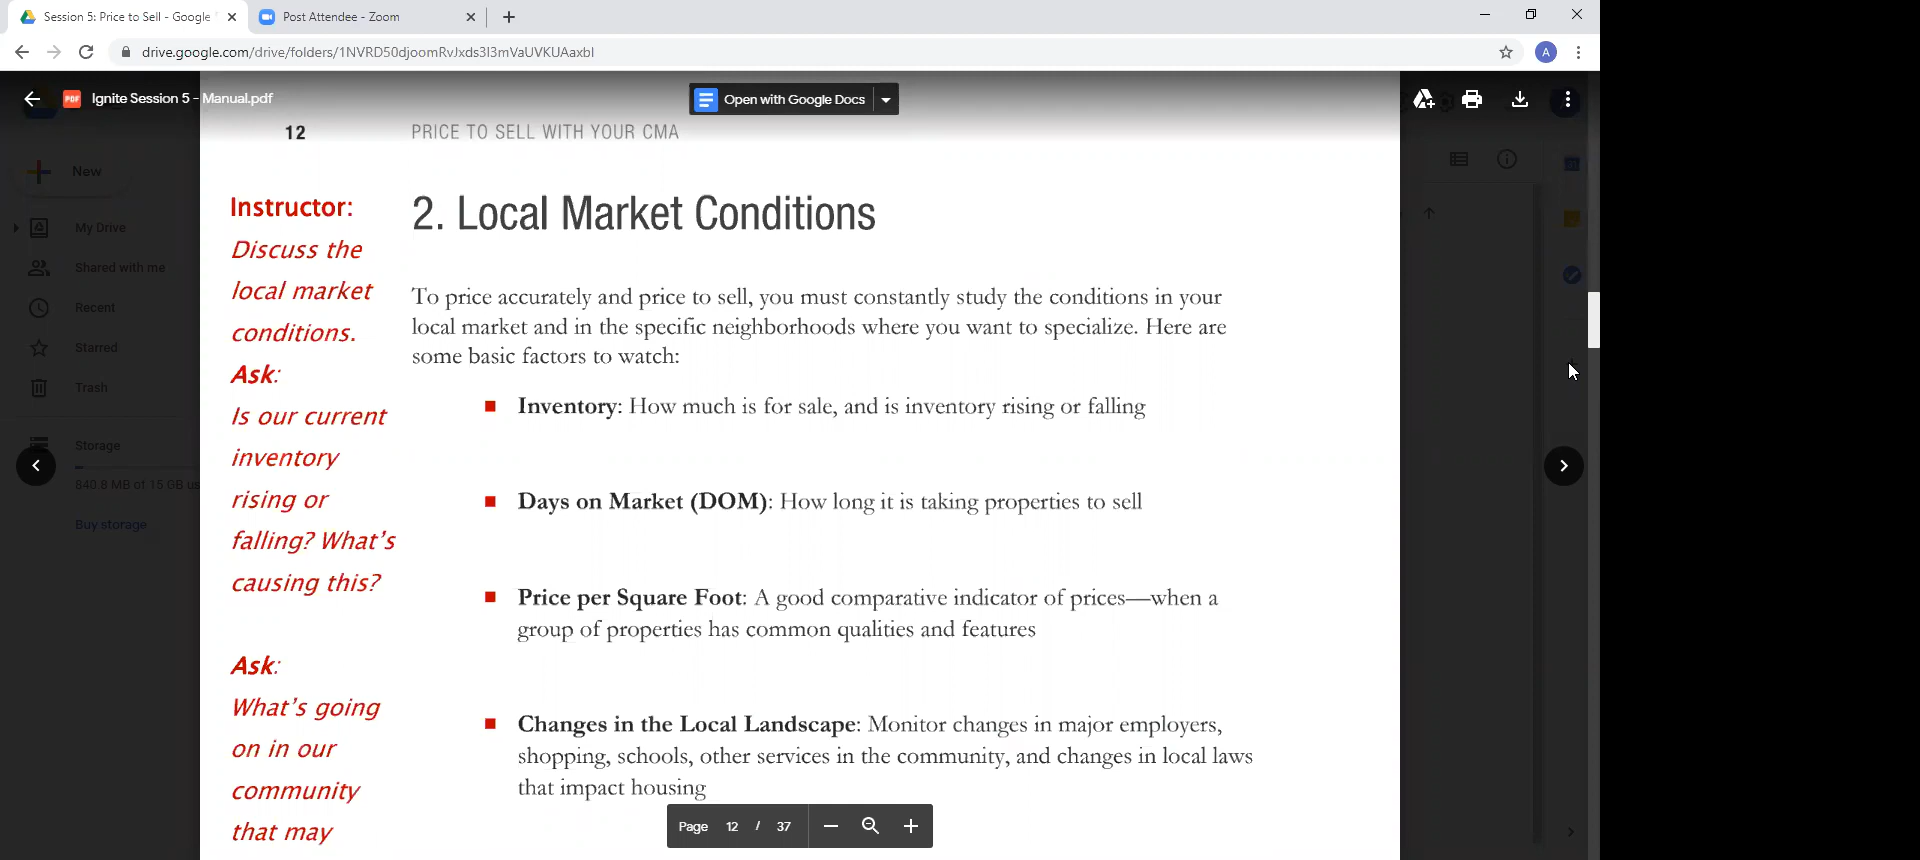 Session 5: Price to Sell - Google
Post Attendee - Zoom
drive.google.com/drive/folders/1NVRD50djoomRvJxds3I3mVaUVKUAaxbI
A
PDF Ignite Session 5 - Manual.pdf
Open with Google Docs
New
My Drive
Shared with me
Recent
Starred
Trash
Storage
840.8 MB of 15 GB us
Buy storage
12 PRICE TO SELL WITH YOUR CMA
Instructor:
Discuss the
local market
conditions.
Ask:
Is our current
inventory
rising or
falling? What's
causing this?
Ask:
What's going
on in our
community
that may
2. Local Market Conditions
To price accurately and price to sell, you must constantly study the conditions in your
local market and in the specific neighborhoods where you want to specialize. Here are
some basic factors to watch:
Inventory: How much is for sale, and is inventory rising or falling
Days on Market (DOM): How long it is taking properties to sell
Price per Square Foot: A good comparative indicator of prices—when a
group of properties has common qualities and features
Changes in the Local Landscape: Monitor changes in major employers,
shopping, schools, other services in the community, and changes in local laws
that impact housing
Page 12 / 37